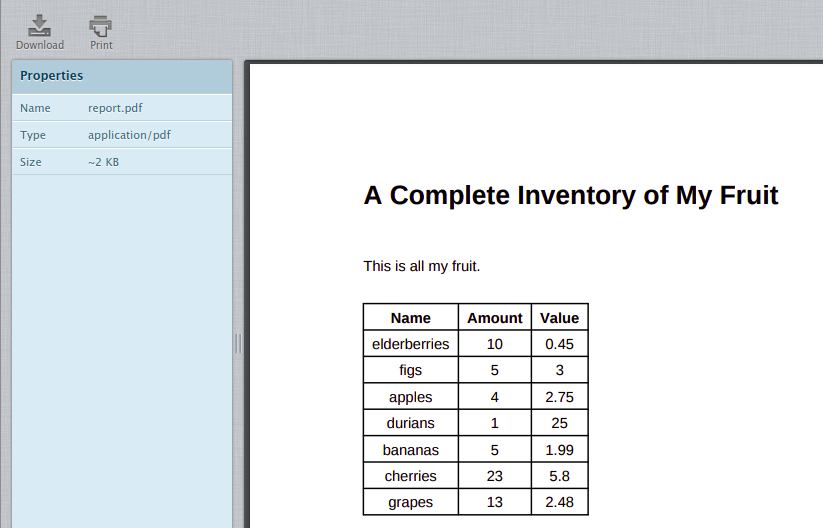 Download Print
Properties
Name report.pdf
Type application/pdf
Size ~2 KB
A Complete Inventory of My Fruit
This is all my fruit.
Name Amount Value
elderberries 10 0.45
figs 5 3
apples 4 2.75
durians 1 25
bananas 5 1.99
cherries 23 5.8
grapes 13 2.48